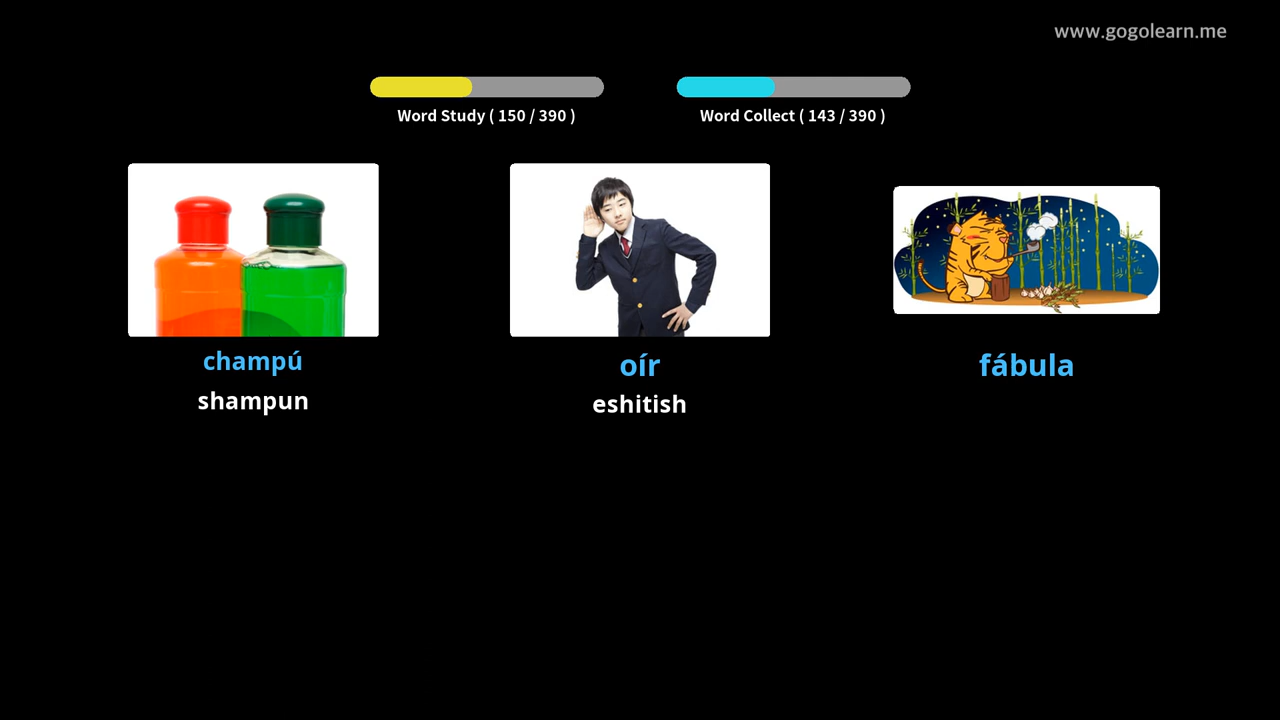 www.gogolearn.me
Word Study ( 150 / 390 )
Word Collect ( 143 / 390 )
champú
shampun
oír
eshitish
fábula